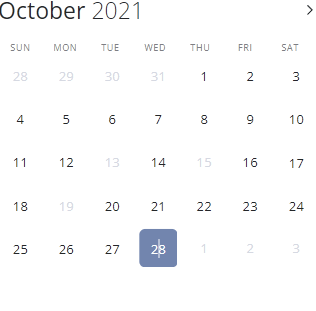 October 2021
SUN MON TUE WED THU FRI SAT
28 29 30 31 1 2 3
4 5 6 7 8 9 10
11 12 13 14 15 16 17
18 19 20 21 22 23 24
25 26 27 28 1 2 3